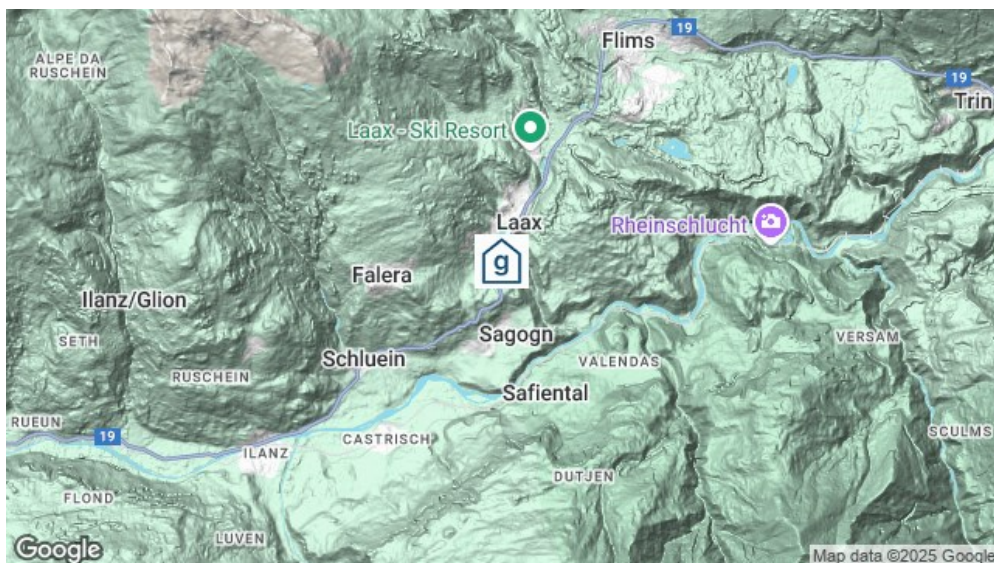 19
Flims
ALPE DA
RUSCHEIN
19
Trin
Laax - Ski Resort
Laax
Rheinschlucht
g
Falera
Ilanz/Glion
Sagogn
SETH
Schluein
VERSAM
VALENDAS
RUSCHEIN
Safiental
RUEUN
19
CASTRISCH
SCULMS
ILANZ
DUTJEN
FLOND
LUVEN
Google
Map data ©2025 Google